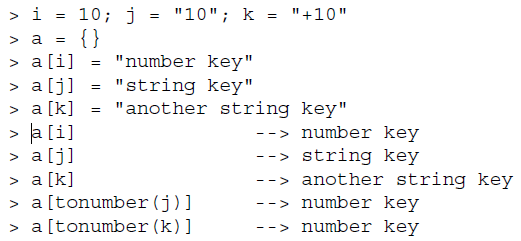 > i = 10; j = "10"; k = "+10"
> a = {}
> a[i] = "number key"
> a[j] = "string key"
> a[k] = "another string key"
> a[i]                --> number key
> a[j]                --> string key
> a[k]                --> another string key
> a[tonumber(j)]      --> number key
> a[tonumber(k)]      --> number key